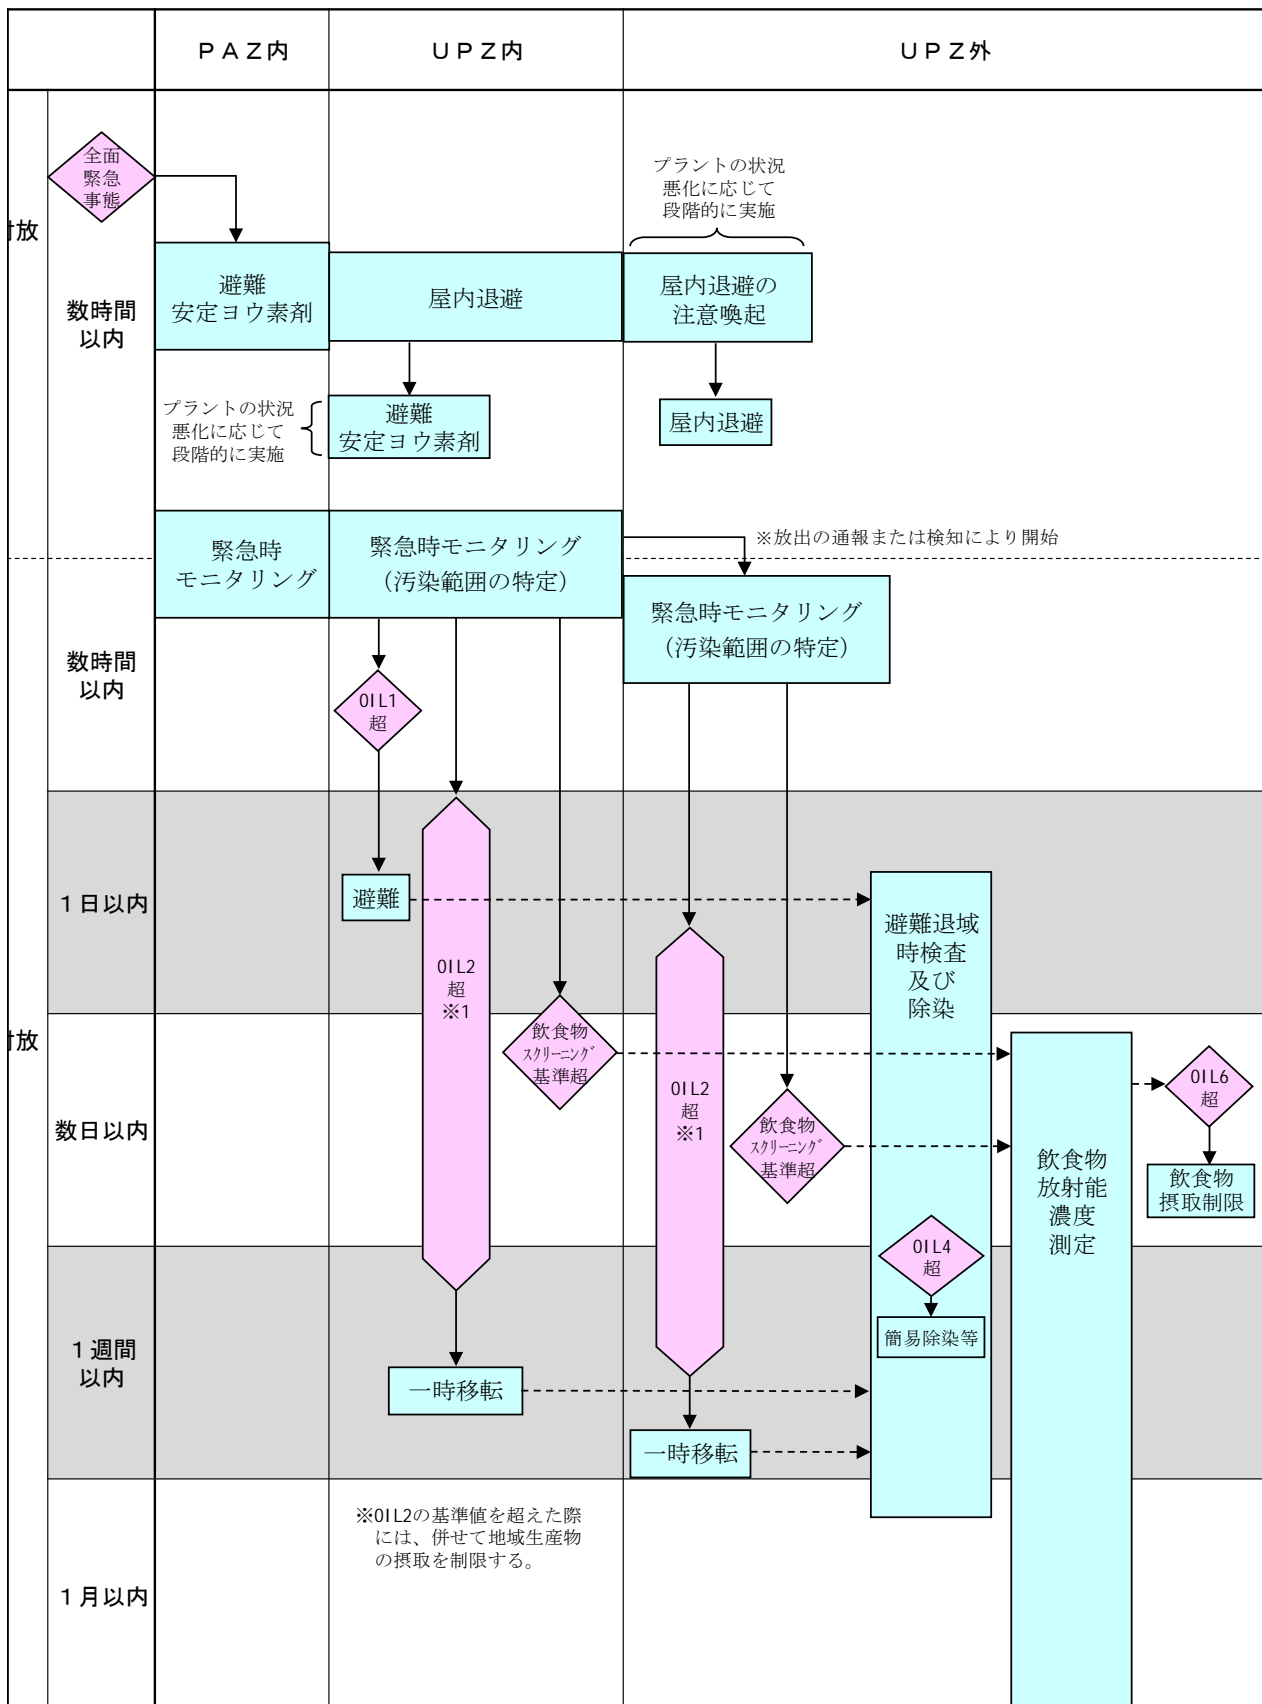 ＰＡＺ内
ＵＰＺ内
ＵＰＺ外
全面
緊急
事態
放
数時間
以内
避難
安定ヨウ素剤
屋内退避
プラントの状況
悪化に応じて
段階的に実施
屋内退避の
注意喚起
プラントの状況
悪化に応じて
段階的に実施
避難
安定ヨウ素剤
屋内退避
緊急時
モニタリング
緊急時モニタリング
（汚染範囲の特定）
※放出の通報または検知により開始
緊急時モニタリング
（汚染範囲の特定）
数時間
以内
OIL1
超
１日以内
避難
OIL2
超
※1
避難退域
時検査
及び
除染
放
数日以内
飲食物
ｽｸﾘｰﾆﾝｸﾞ
基準超
OIL2
超
※1
飲食物
ｽｸﾘｰﾆﾝｸﾞ
基準超
飲食物
放射能
濃度
測定
OIL6
超
飲食物
摂取制限
OIL4
超
簡易除染等
１週間
以内
一時移転
一時移転
１月以内
※OIL2の基準値を超えた際
には、併せて地域生産物
の摂取を制限する。